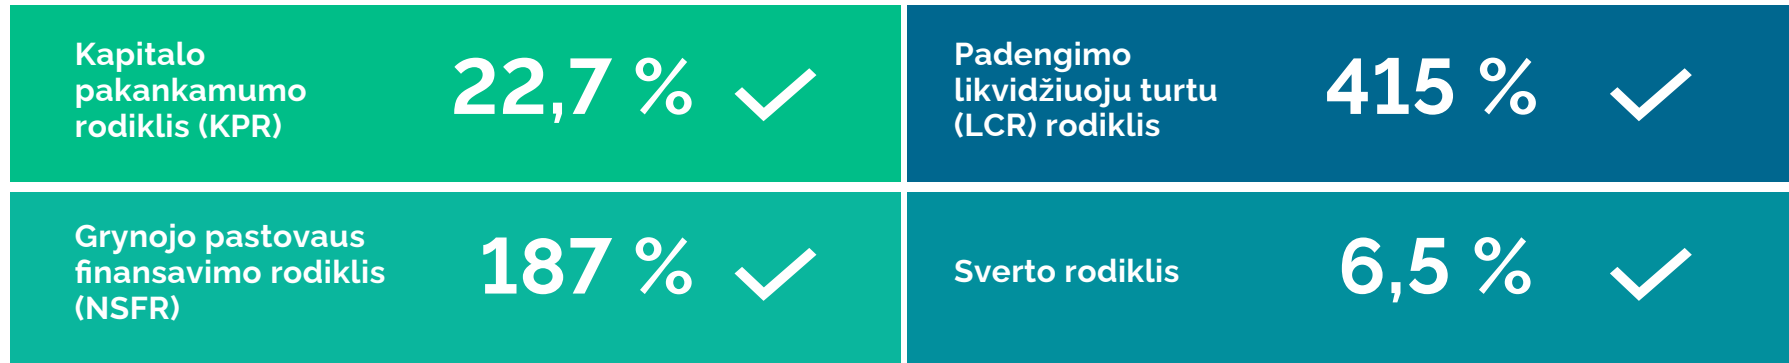 Kapitalo
pakankamumo
rodiklis (KPR)
22,7 %
Padengimo
likvidžiuoju turtu
(LCR) rodiklis
415 %
Grynojo pastovaus
finansavimo rodiklis
(NSFR)
187 %
Sverto rodiklis
6,5 %